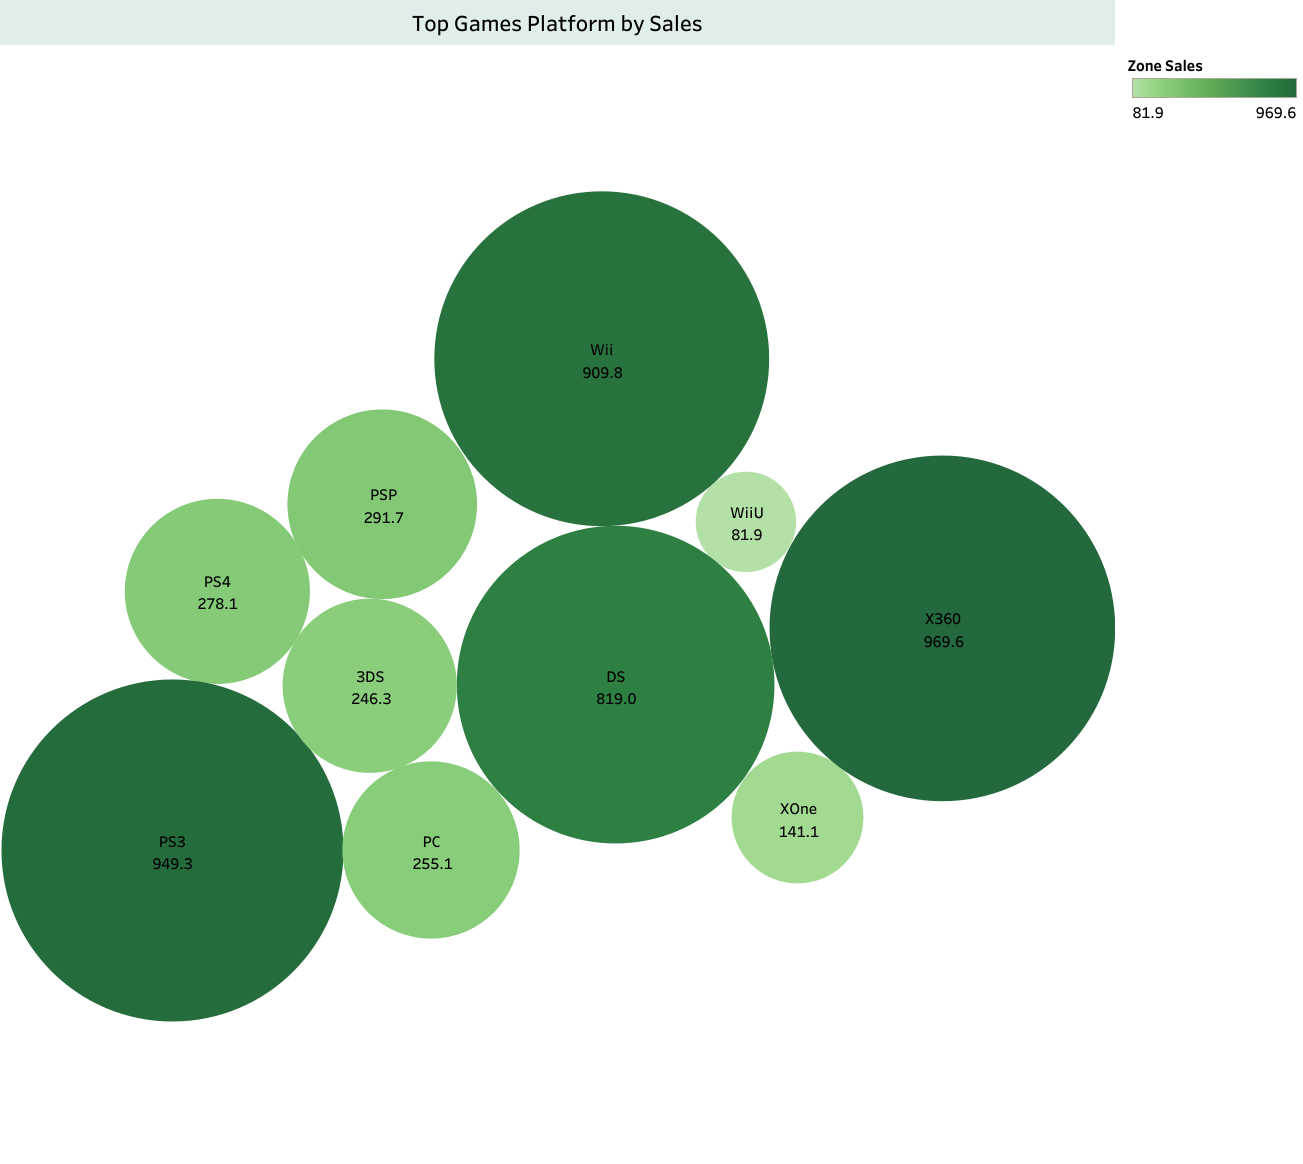 Top Games Platform by Sales
Zone Sales
81.9 969.6
Wii
909.8
PSP
291.7
WiiU
81.9
PS4
278.1
X360
969.6
3DS
246.3
DS
819.0
XOne
141.1
PS3
949.3
PC
255.1